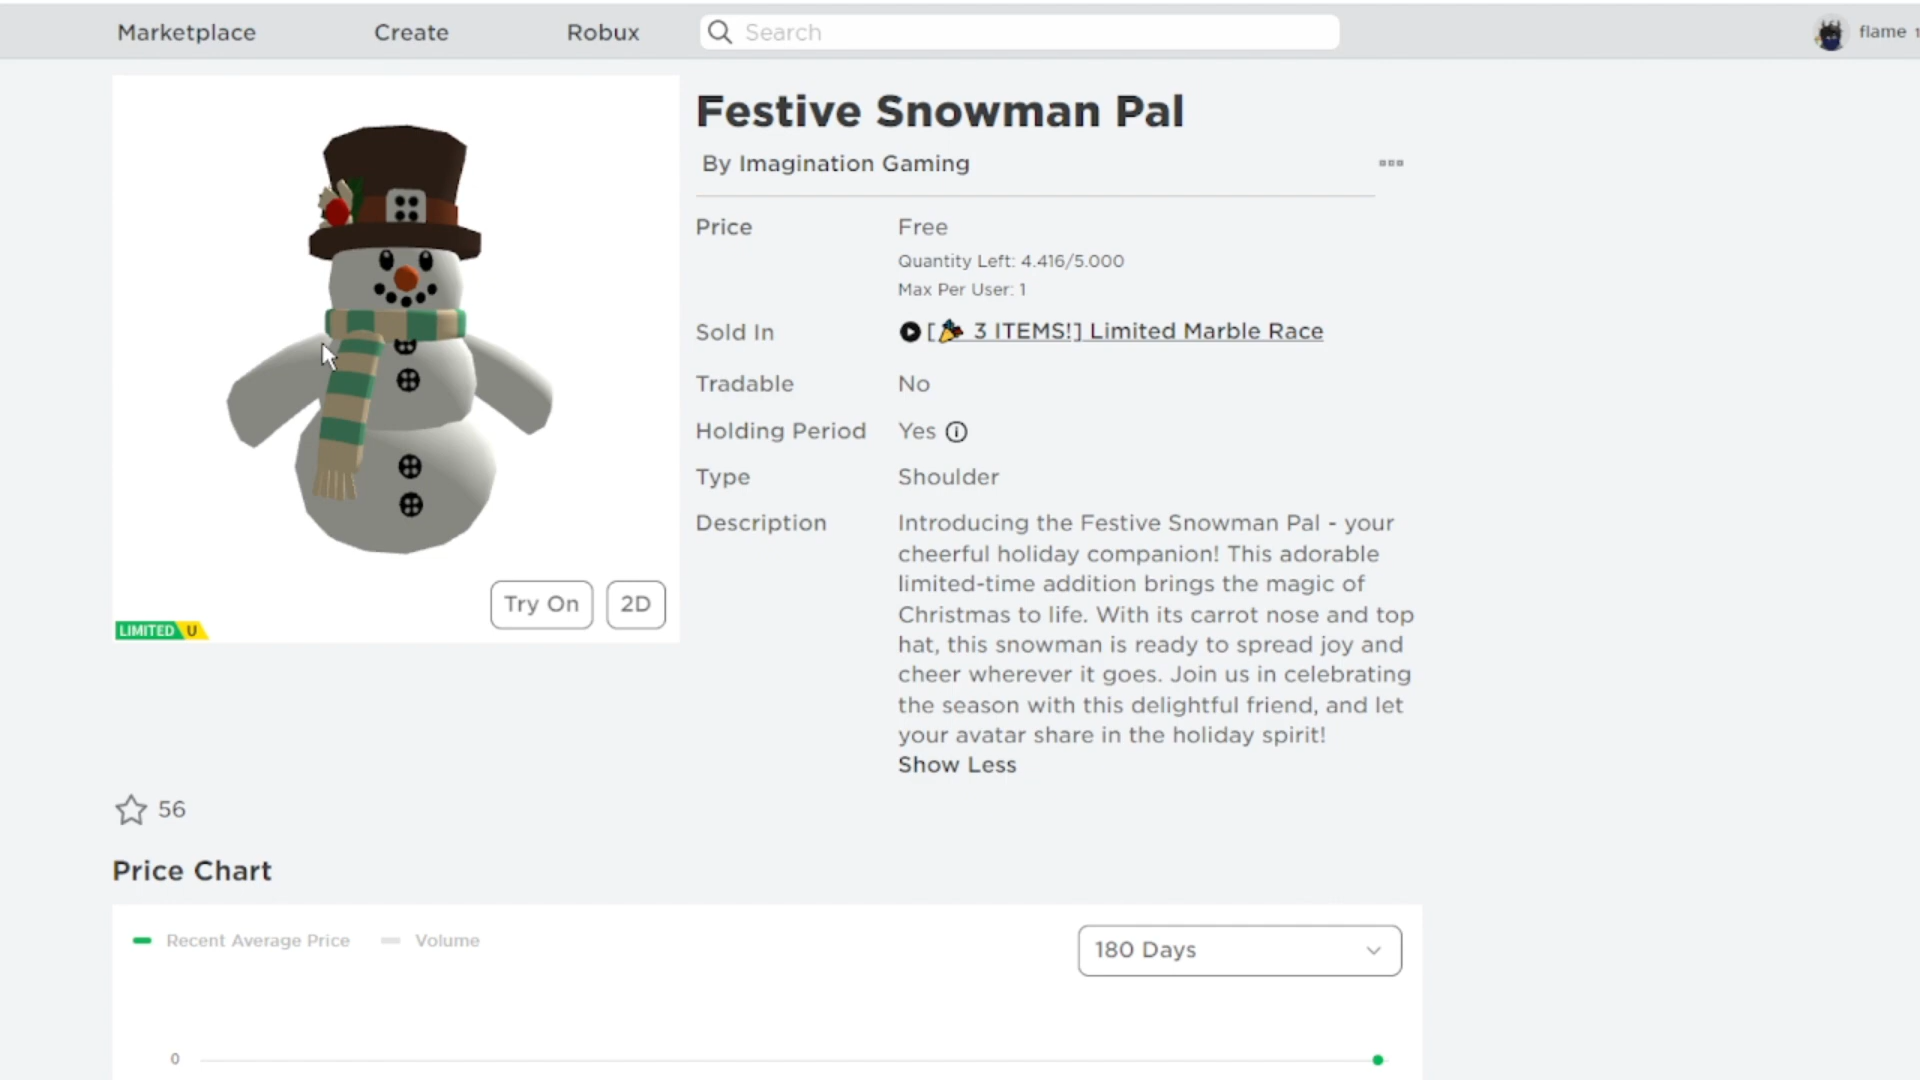 Marketplace
Create
Robux
Search
flame
Festive Snowman Pal
By Imagination Gaming
Price
Free
Quantity Left: 4.416/5.000
Max Per User: 1
Sold In
[🎉 3 ITEMS!] Limited Marble Race
Tradable
No
Holding Period
Yes
Type
Shoulder
Description
Introducing the Festive Snowman Pal - your
cheerful holiday companion! This adorable
limited-time addition brings the magic of
Christmas to life. With its carrot nose and top
hat, this snowman is ready to spread joy and
cheer wherever it goes. Join us in celebrating
the season with this delightful friend, and let
your avatar share in the holiday spirit!
Show Less
Try On
2D
LIMITED U
56
Price Chart
Recent Average Price
Volume
180 Days
0